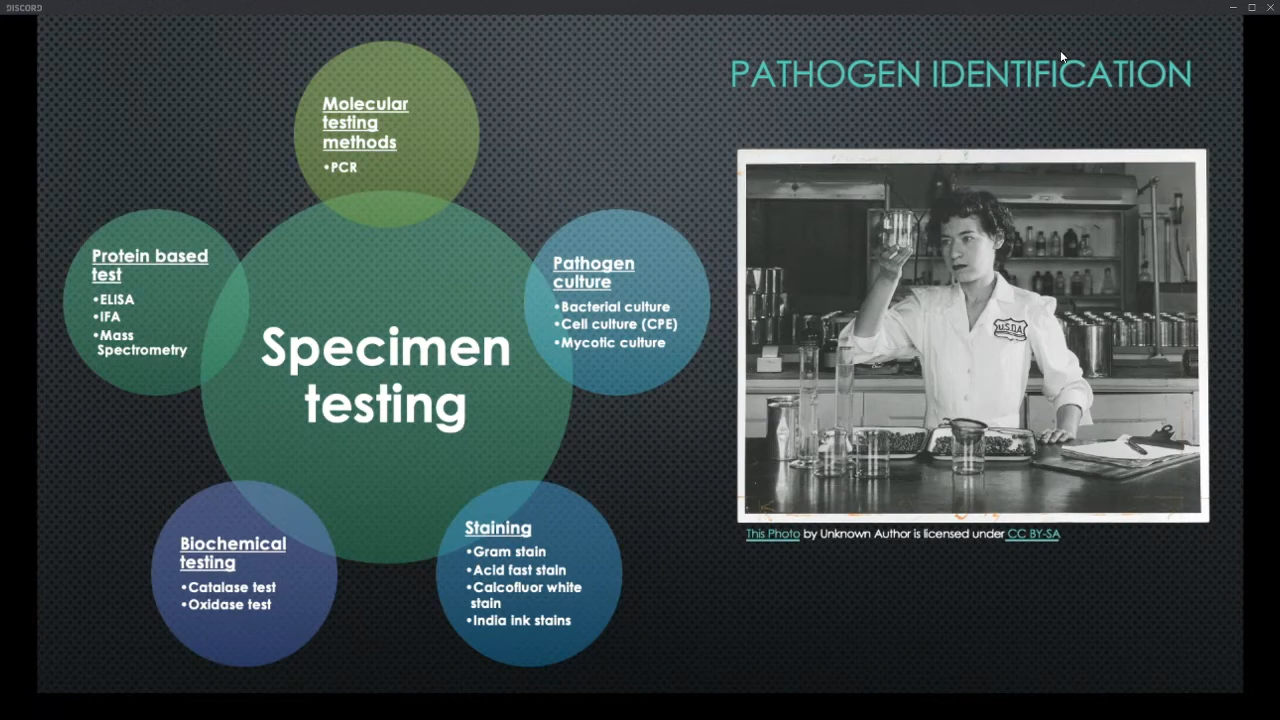 DISCORD
PATHOGEN IDENTIFICATION
Molecular
testing
methods
•PCR
Protein based
test
•ELISA
•IFA
•Mass
Spectrometry
Pathogen
culture
•Bacterial culture
•Cell culture (CPE)
•Mycotic culture
Specimen
testing
Biochemical
testing
•Catalase test
•Oxidase test
Staining
•Gram stain
•Acid fast stain
•Calcofluor white
stain
•India ink stains
U.S.D.A
This Photo by Unknown Author is licensed under CC BY-SA